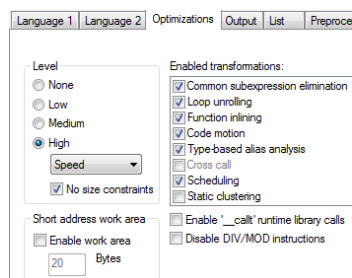 Language 1 Language 2 Optimizations Output List Preproce
Level
None
Low
Medium
High
Speed
No size constraints
Enabled transformations:
Common subexpression elimination
Loop unrolling
Function inlining
Code motion
Type-based alias analysis
Cross call
Scheduling
Static clustering
Short address work area
Enable work area
20 Bytes
Enable '__callt' runtime library calls
Disable DIV/MOD instructions